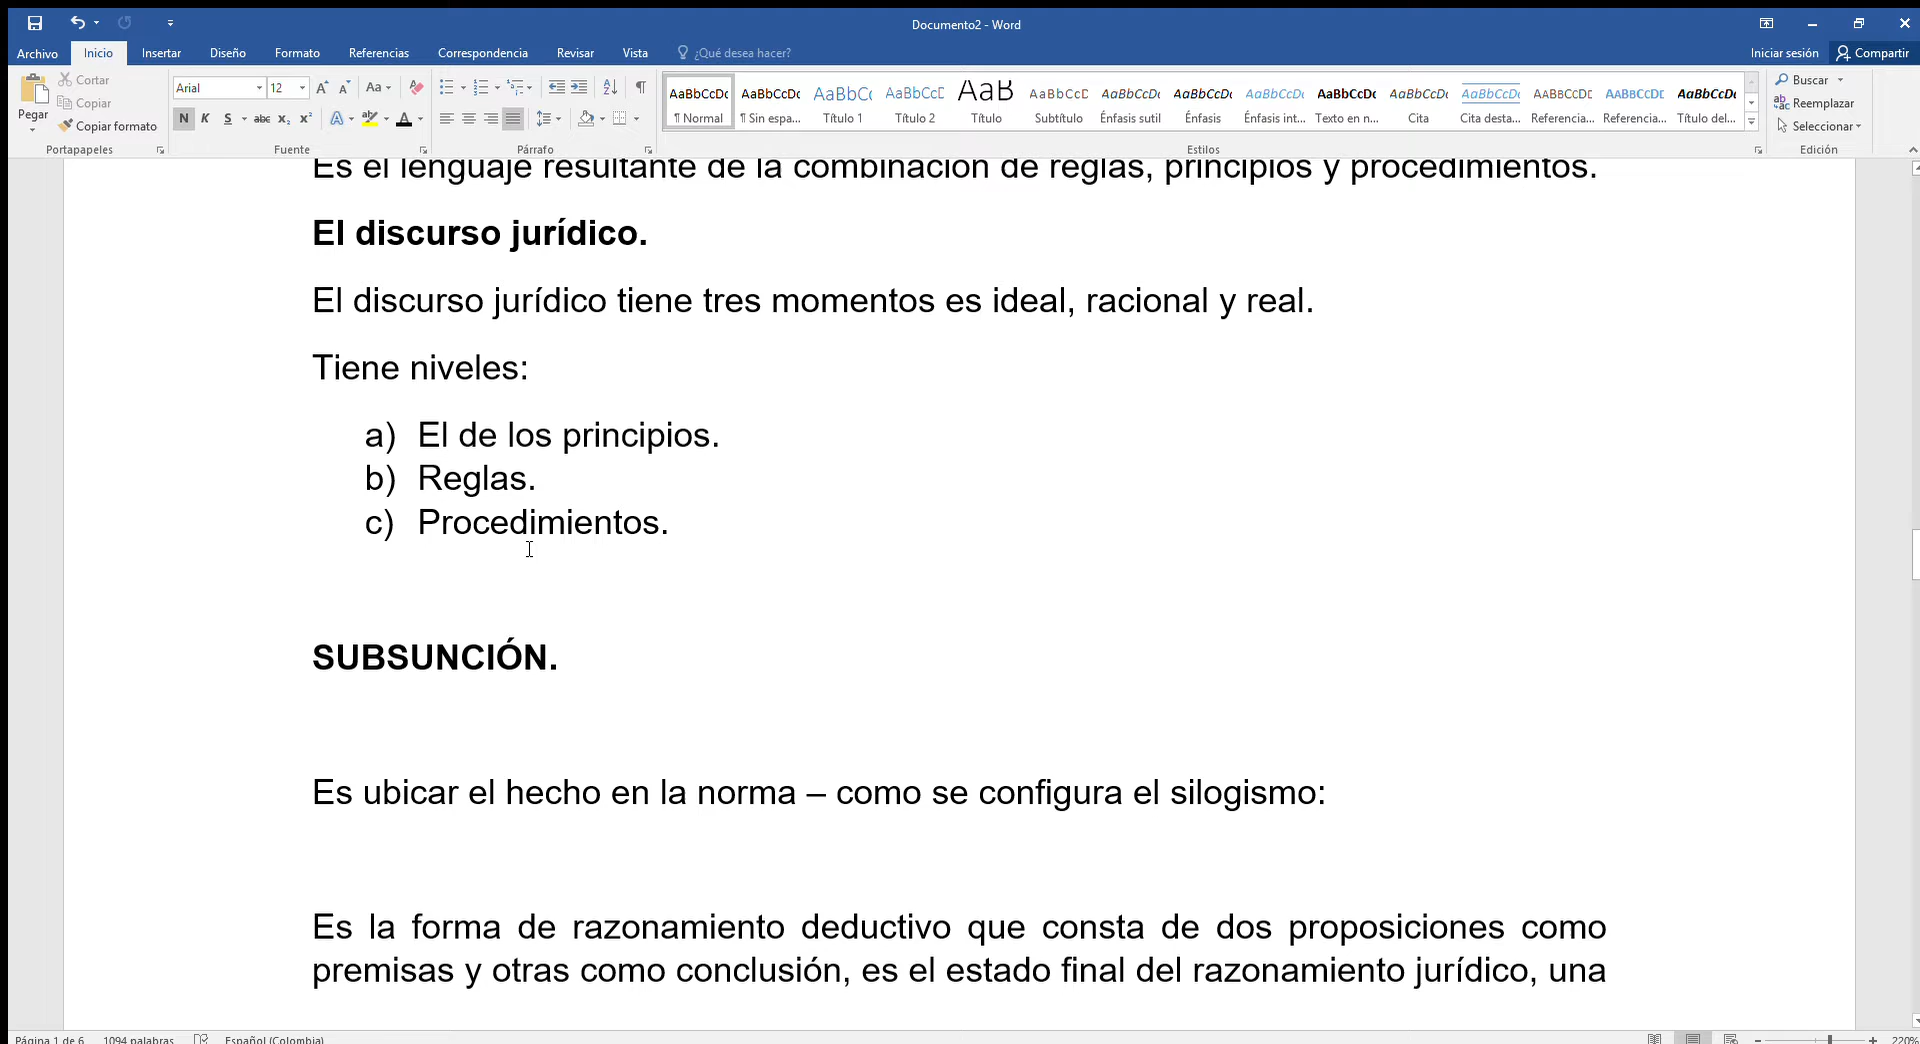 Documento2 - Word
Archivo Inicio Insertar Diseño Formato Referencias Correspondencia Revisar Vista ¿Qué desea hacer? Iniciar sesión Compartir
Pegar
Cortar
Copiar
Copiar formato
Portapapeles
Arial 12 Aa
N K S abc x₂ x² A A
Fuente
Párrafo
AaBbCcDc AaBbCcDc AaBbC AaBbCcD AaB AaBbCcD AaBbCcDc AaBbCcDc AaBbCcDc AaBbCcDc AaBbCcDc AaBbCcDc AABBCCDD AABBCCDD AaBbCcDc
¶ Normal ¶ Sin espa... Título 1 Título 2 Título Subtítulo Énfasis sutil Énfasis Énfasis int... Texto en n... Cita Cita desta... Referencia... Referencia... Título del...
Estilos
Buscar
Reemplazar
Seleccionar
Edición
Es el lenguaje resultante de la combinación de reglas, principios y procedimientos.
El discurso jurídico.
El discurso jurídico tiene tres momentos es ideal, racional y real.
Tiene niveles:
a) El de los principios.
b) Reglas.
c) Procedimientos.
SUBSUNCIÓN.
Es ubicar el hecho en la norma – como se configura el silogismo:
Es la forma de razonamiento deductivo que consta de dos proposiciones como
premisas y otras como conclusión, es el estado final del razonamiento jurídico, una
Página 1 de 6 1094 palabras Español (Colombia) 220%